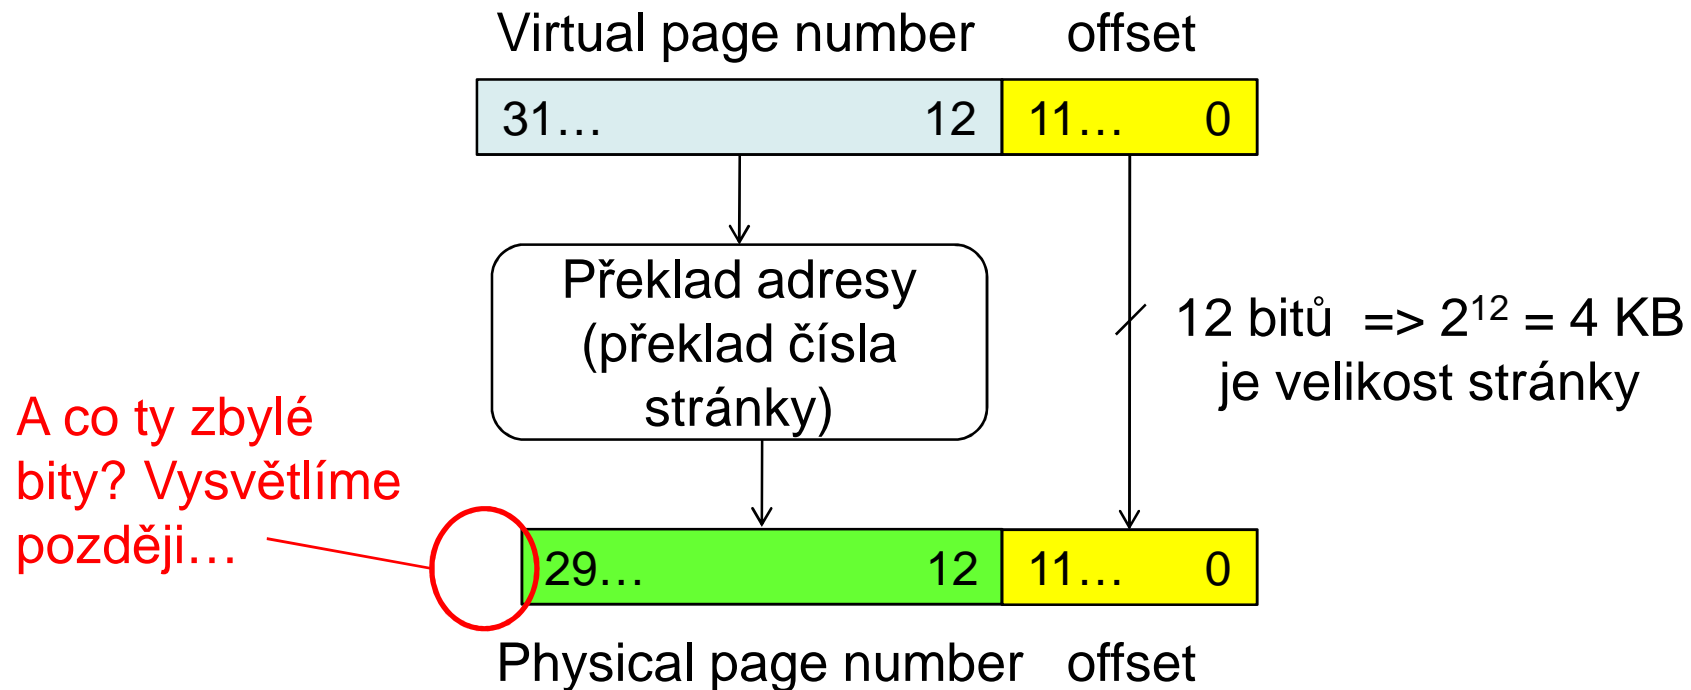 Virtual page number offset
31… 12 11… 0
Překlad adresy
(překlad čísla
stránky)
12 bitů => 2¹² = 4 KB
je velikost stránky
A co ty zbylé
bity? Vysvětlíme
později…
29… 12 11… 0
Physical page number offset